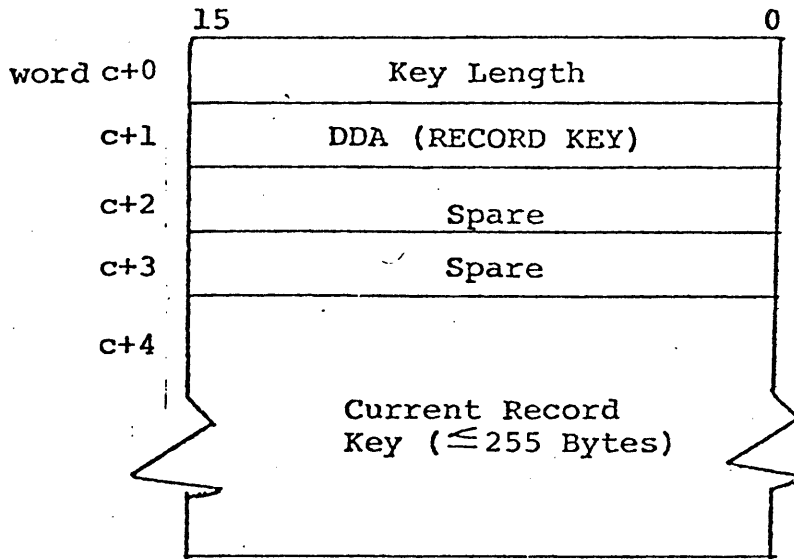 15 0
word c+0 Key Length
c+1 DDA (RECORD KEY)
c+2 Spare
c+3 Spare
c+4
Current Record
Key (≦255 Bytes)